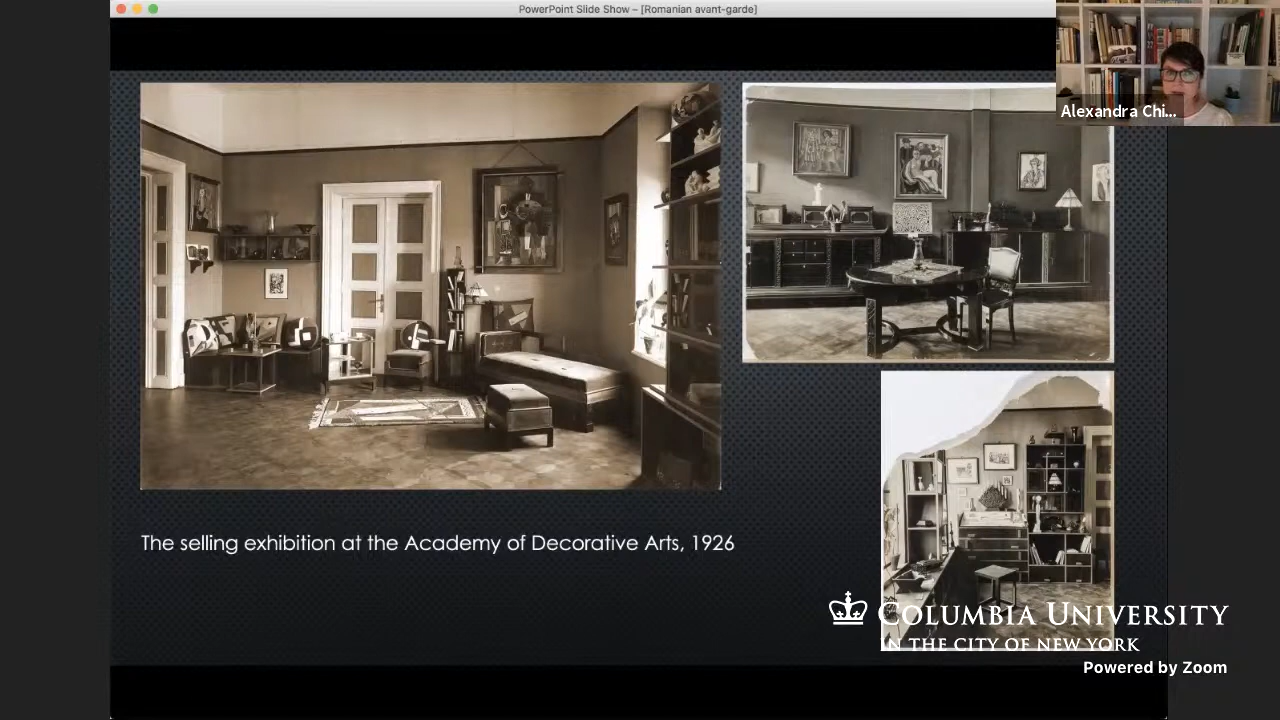 PowerPoint Slide Show – [Romanian avant-garde]
Alexandra Chi...
The selling exhibition at the Academy of Decorative Arts, 1926
COLUMBIA UNIVERSITY
IN THE CITY OF NEW YORK
Powered by Zoom